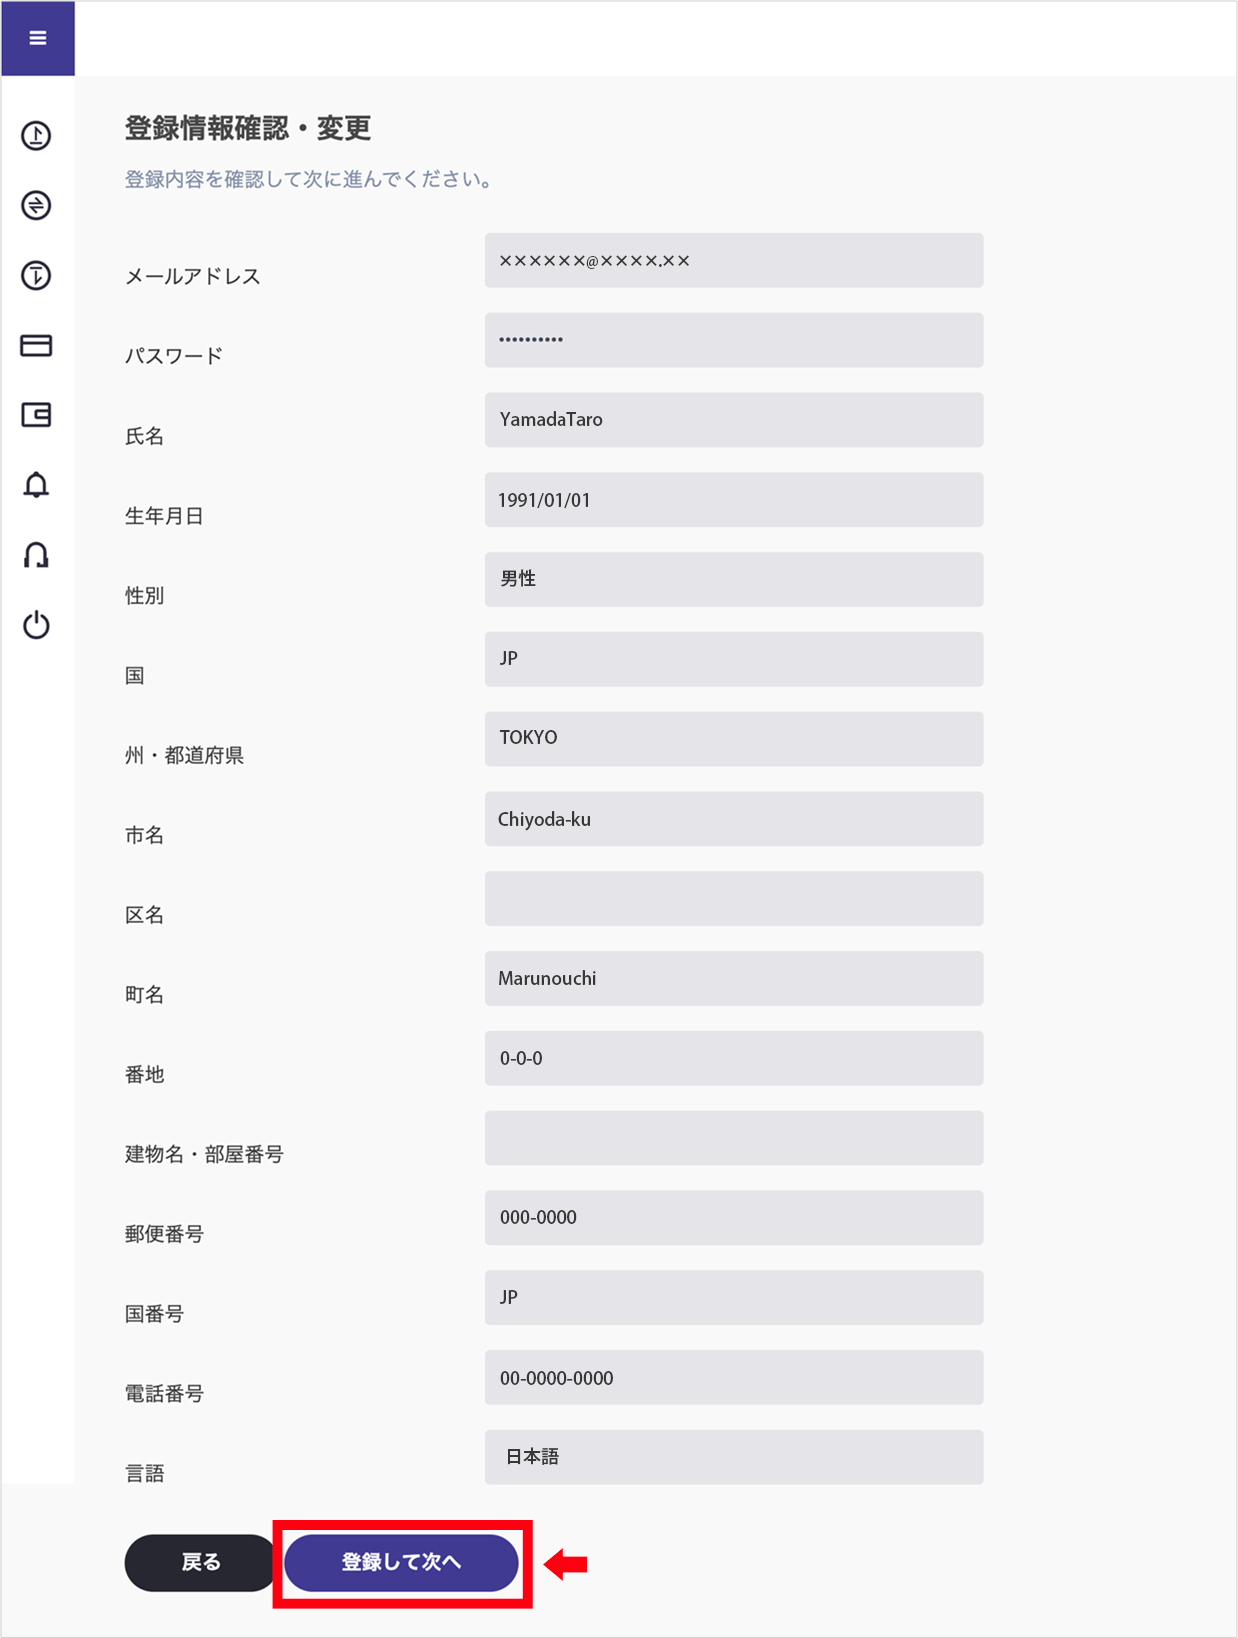 登録情報確認・変更
登録内容を確認して次に進んでください。
メールアドレス
××××××@××××.××
パスワード
••••••••••
氏名
YamadaTaro
生年月日
1991/01/01
性別
男性
国
JP
州・都道府県
TOKYO
市名
Chiyoda-ku
区名
町名
Marunouchi
番地
0-0-0
建物名・部屋番号
郵便番号
000-0000
国番号
JP
電話番号
00-0000-0000
言語
日本語
戻る
登録して次へ